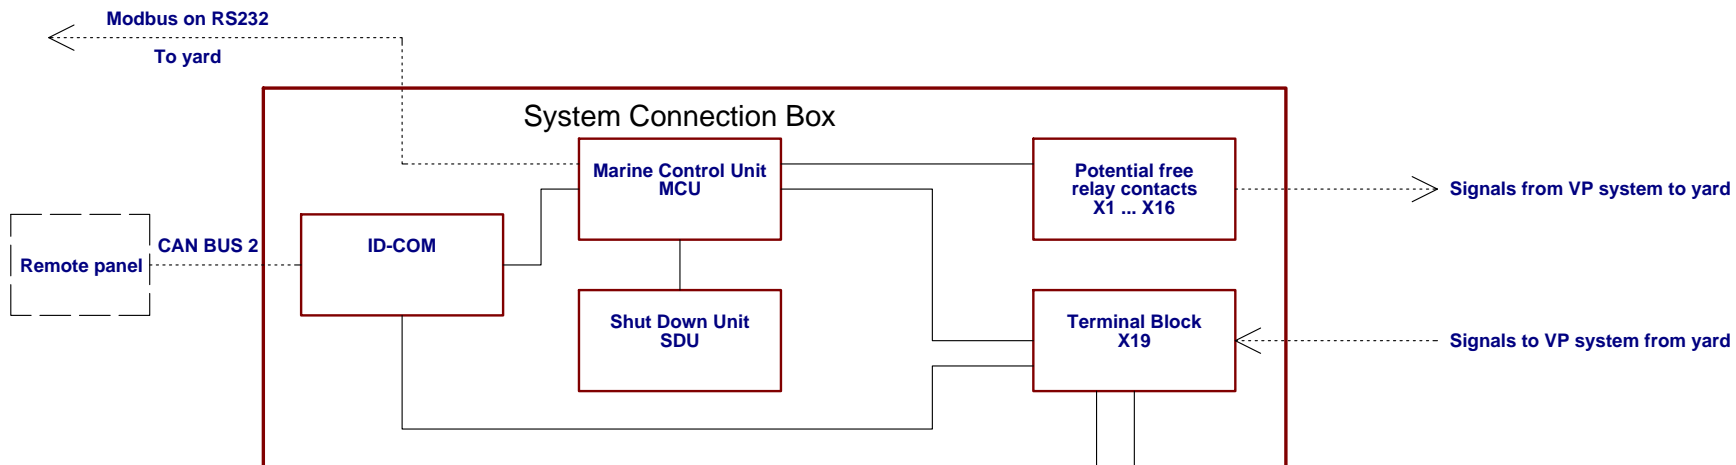 Modbus on RS232
To yard
System Connection Box
Marine Control Unit
MCU
Potential free
relay contacts
X1 ... X16
Signals from VP system to yard
Remote panel
CAN BUS 2
ID-COM
Shut Down Unit
SDU
Terminal Block
X19
Signals to VP system from yard